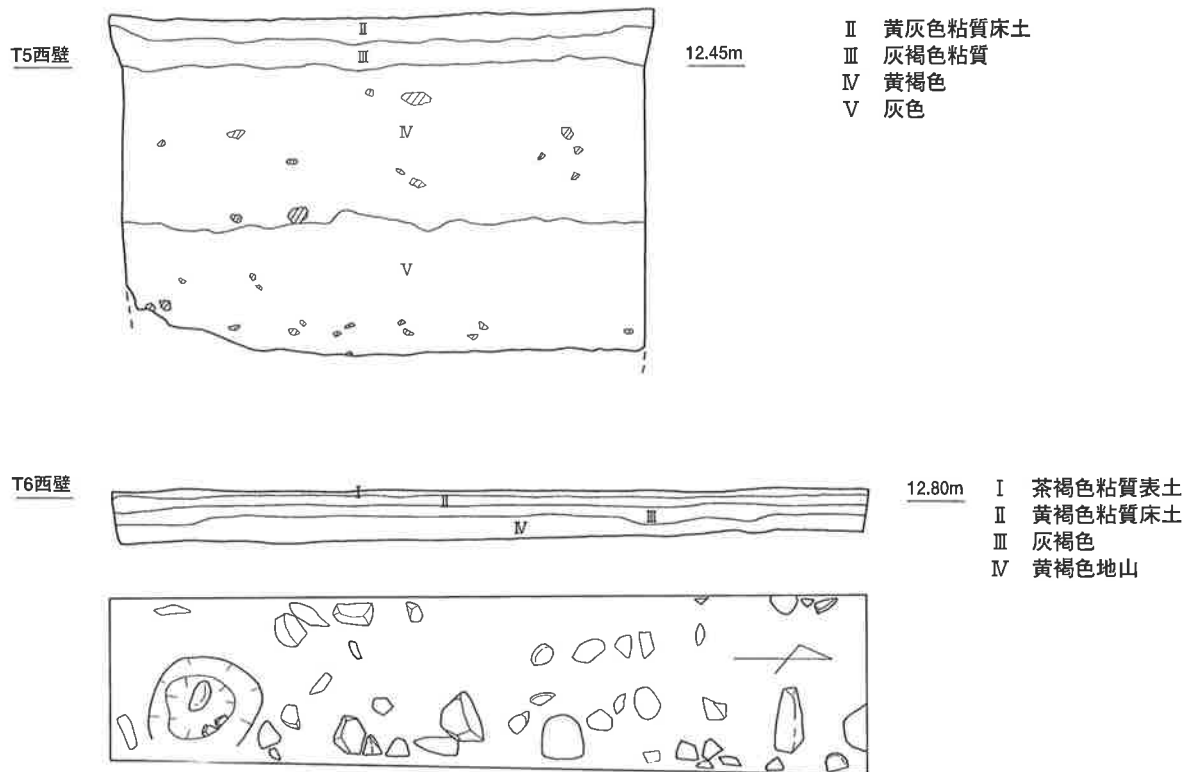 T5西壁
12.45m
Ⅱ 黄灰色粘質床土
Ⅲ 灰褐色粘質
Ⅳ 黄褐色
Ⅴ 灰色
Ⅱ
Ⅲ
Ⅳ
Ⅴ
T6西壁
12.80m
Ⅰ 茶褐色粘質表土
Ⅱ 黄褐色粘質床土
Ⅲ 灰褐色
Ⅳ 黄褐色地山
Ⅰ
Ⅱ
Ⅲ
Ⅳ